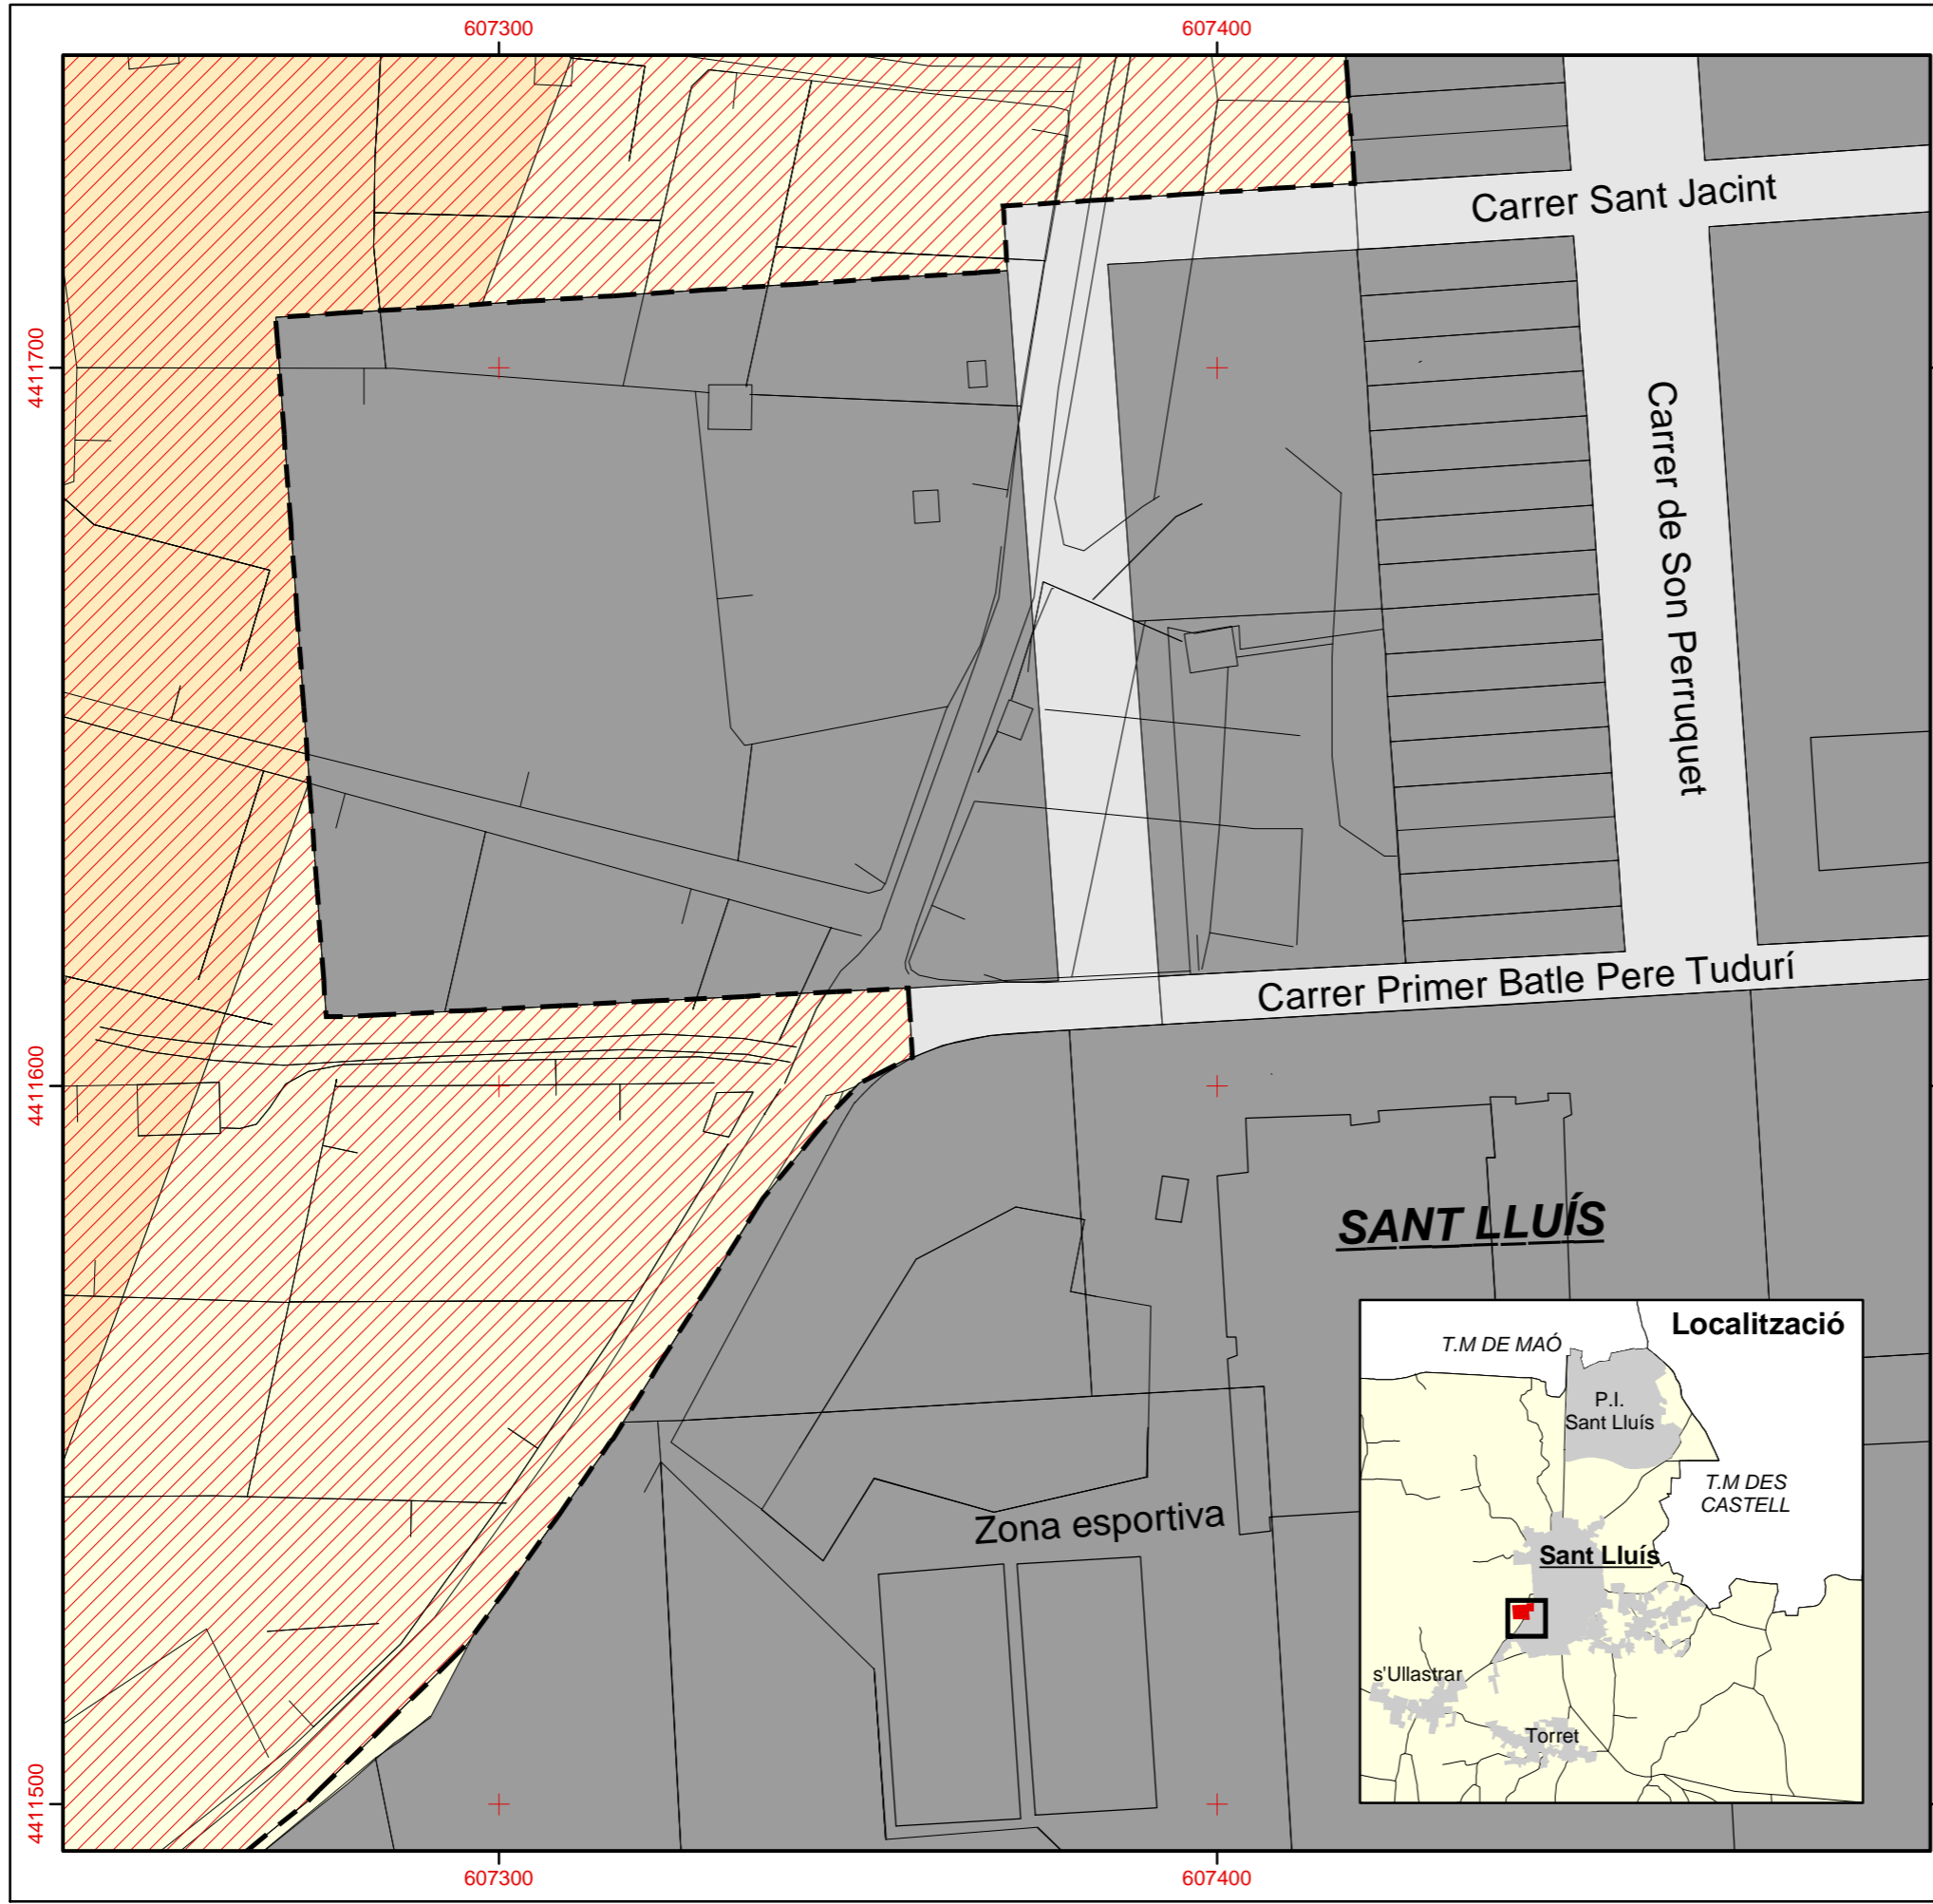 607300
607400
Carrer Sant Jacint
4411700
Carrer de Son Perruquet
Carrer Primer Batle Pere Tudurí
4411600
SANT LLUÍS
Localització
T.M DE MAÓ
P.I.
Sant Lluís
T.M DES
CASTELL
Zona esportiva
Sant Lluís
s'Ullastrar
Torret
4411500
607300
607400